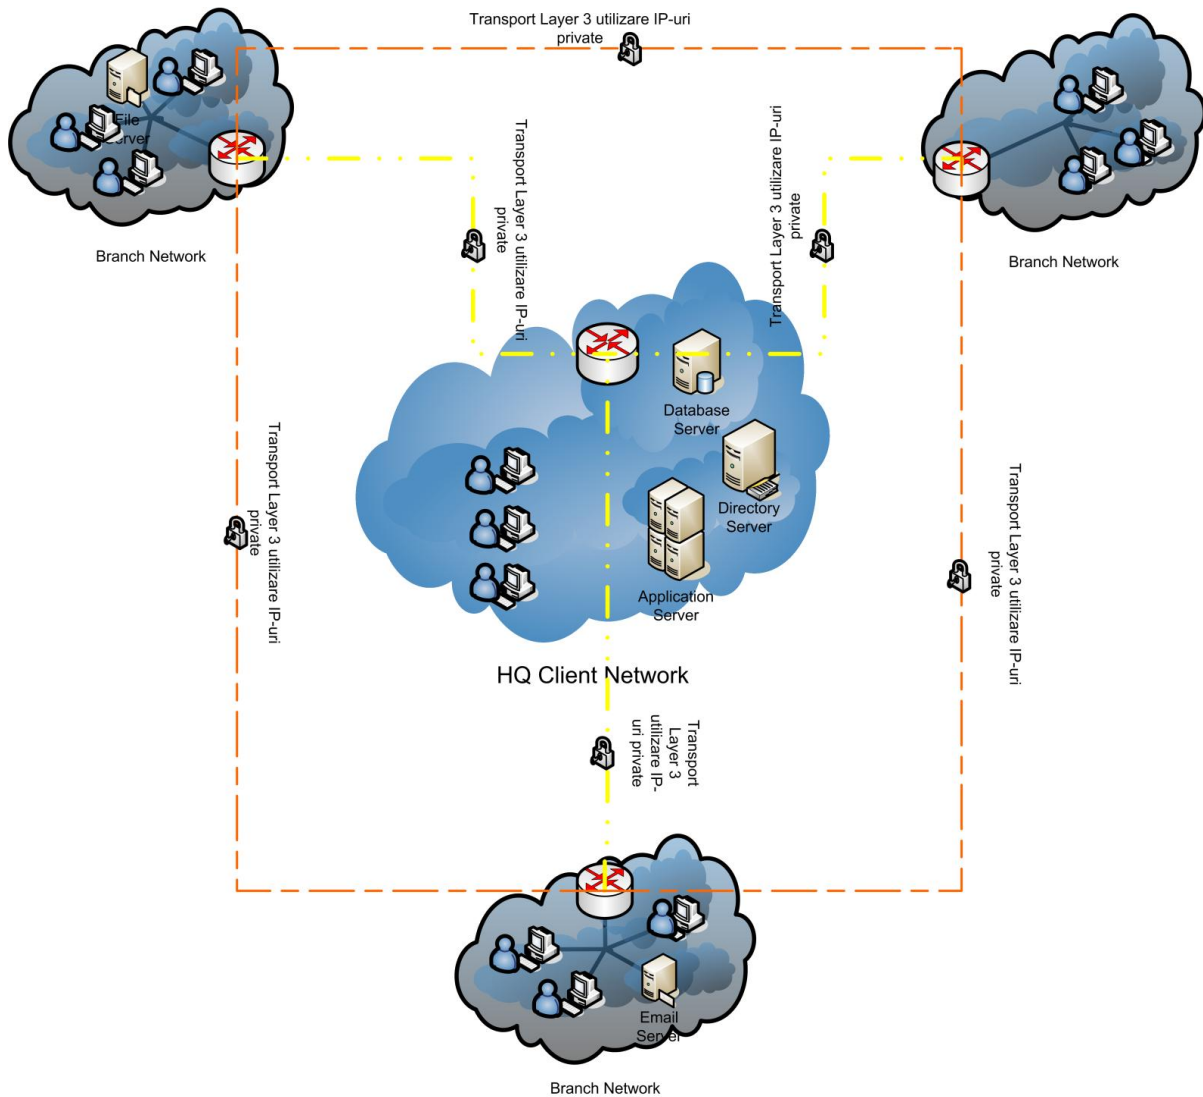 Transport Layer 3 utilizare IP-uri
private
File
Server
Branch Network
Transport Layer 3 utilizare IP-uri
private
Transport Layer 3 utilizare IP-uri
private
Branch Network
Database
Server
Directory
Server
Application
Server
HQ Client Network
Transport Layer 3 utilizare IP-uri
private
Transport Layer 3 utilizare IP-uri
private
Transport
Layer 3
utilizare IP-
uri private
Email
Server
Branch Network